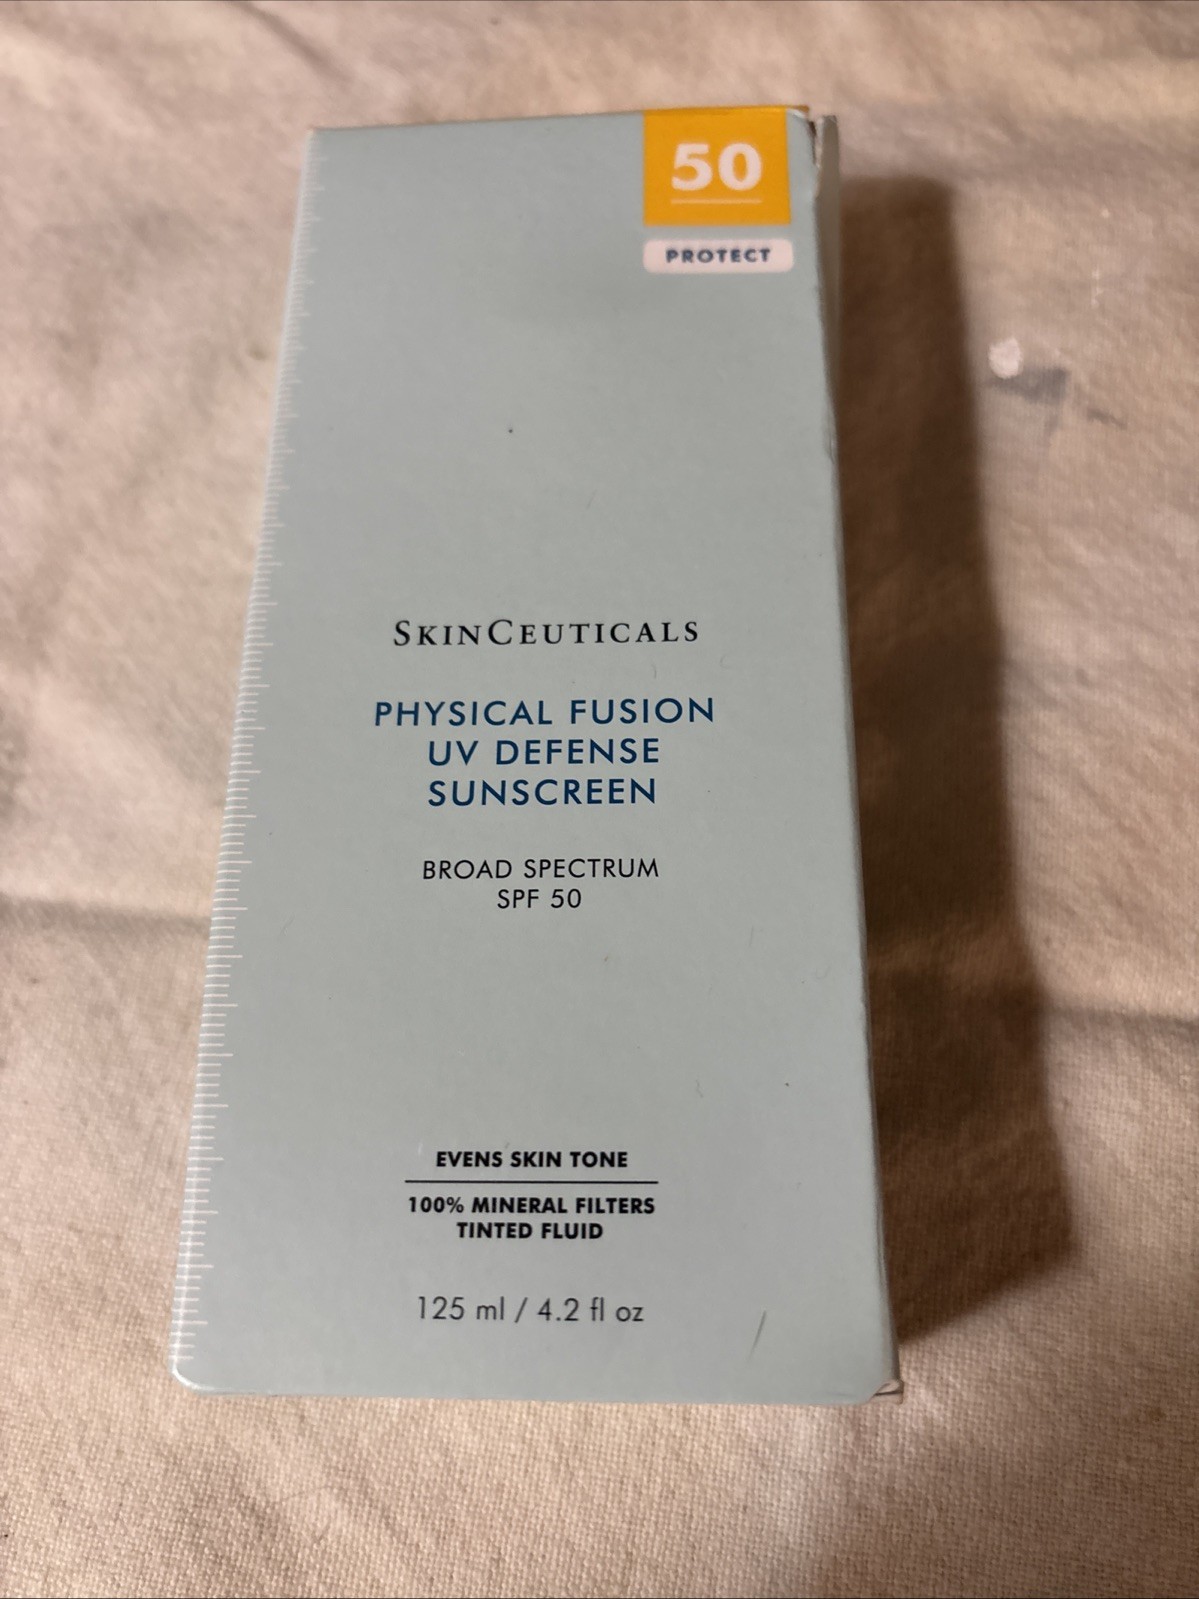 50
PROTECT
SKINCEUTICALS
PHYSICAL FUSION
UV DEFENSE
SUNSCREEN
BROAD SPECTRUM
SPF 50
EVENS SKIN TONE
100% MINERAL FILTERS
TINTED FLUID
125 ml / 4.2 fl oz